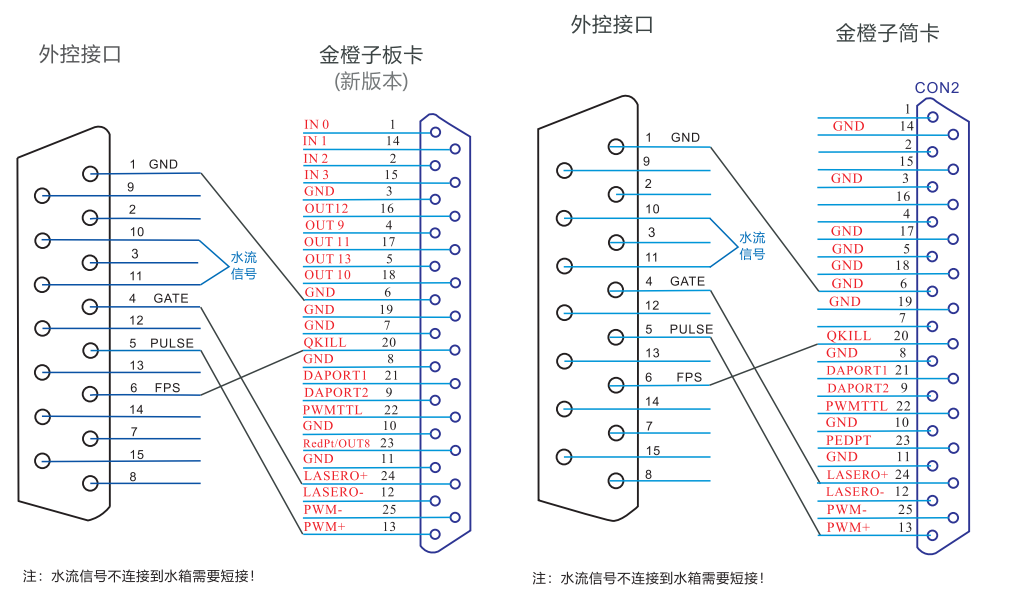 外控接口
金橙子板卡
(新版本)
1 GND
9
2
10
3
11
4 GATE
12
5 PULSE
13
6 FPS
14
7
15
8
水流
信号
IN 0 1
IN 1 14
IN 2 2
IN 3 15
GND 3
OUT12 16
OUT 9 4
OUT 11 17
OUT 13 5
OUT 10 18
GND 6
GND 19
GND 7
QKILL 20
GND 8
DAPORT1 21
DAPORT2 9
PWMTTL 22
GND 10
RedPt/OUT8 23
GND 11
LASERO+ 24
LASERO- 12
PWM- 25
PWM+ 13
注：水流信号不连接到水箱需要短接！
外控接口
金橙子简卡
CON2
1 GND
9
2
10
3
11
4 GATE
12
5 PULSE
13
6 FPS
14
7
15
8
水流
信号
1
GND 14
2
15
GND 3
16
4
GND 17
GND 5
GND 18
GND 6
GND 19
7
QKILL 20
GND 8
DAPORT1 21
DAPORT2 9
PWMTTL 22
GND 10
PEDPT 23
GND 11
LASERO+ 24
LASERO- 12
PWM- 25
PWM+ 13
注：水流信号不连接到水箱需要短接！